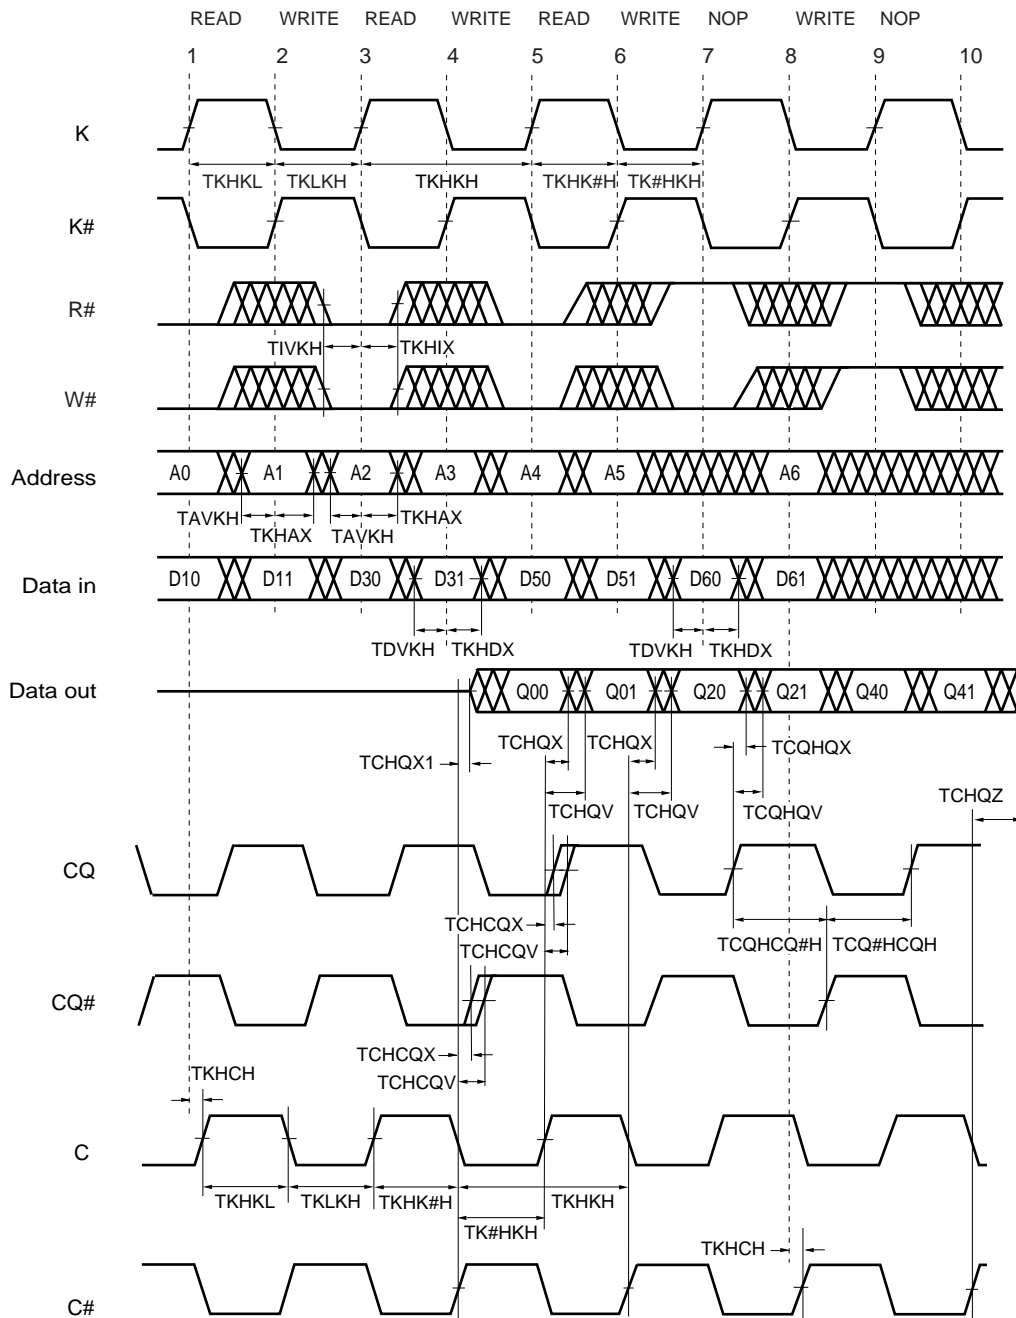 READ WRITE READ WRITE READ WRITE NOP WRITE NOP
1 2 3 4 5 6 7 8 9 10
K
TKHKL TKLKH TKHKH TKHK#H TK#HKH
K#
R#
TIVKH TKHIX
W#
Address A0 A1 A2 A3 A4 A5 A6
TAVKH TKHAX TAVKH TKHAX
Data in D10 D11 D30 D31 D50 D51 D60 D61
TDVKH TKHDX TDVKH TKHDX
Data out Q00 Q01 Q20 Q21 Q40 Q41
TCHQX1 TCHQX TCHQX TCQHQX
TCHQV TCHQV TCQHQV TCHQZ
CQ
TCHCQX
TCHCQV TCQHCQ#H TCQ#HCQH
CQ#
TCHCQX
TKHCH TCHCQV
C
TKHKL TKLKH TKHK#H TKHKH
TK#HKH
TKHCH
C#